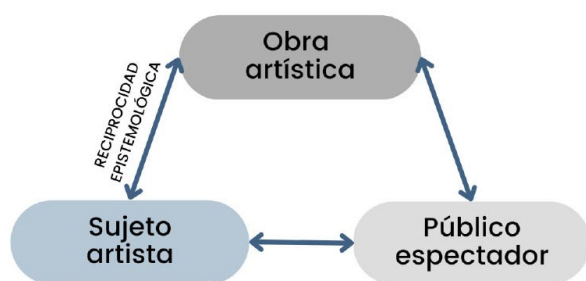 Obra
artística
RECIPROCIDAD
EPISTEMOLÓGICA
Sujeto
artista
Público
espectador